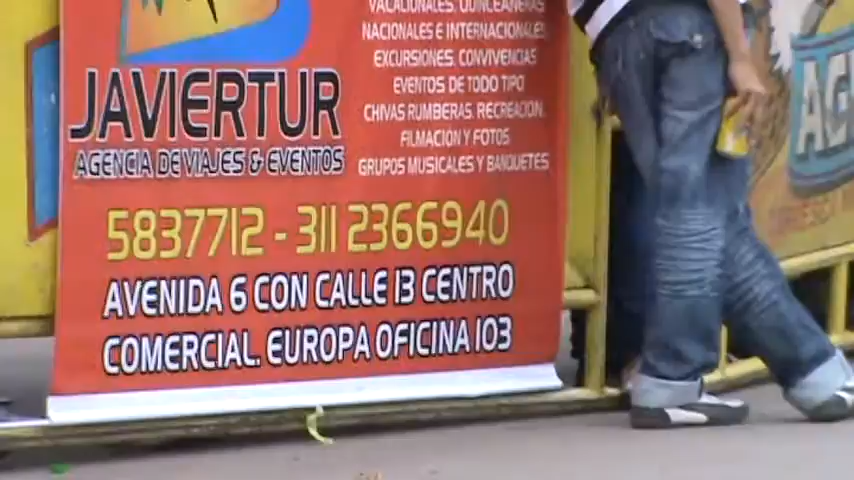 VACACIONALES. QUINCEAÑERAS
NACIONALES E INTERNACIONALES
EXCURSIONES. CONVIVENCIAS
EVENTOS DE TODO TIPO
CHIVAS RUMBERAS. RECREACION.
FILMACION Y FOTOS
GRUPOS MUSICALES Y BANQUETES
JAVIERTUR
AGENCIA DE VIAJES & EVENTOS
5837712 - 311 2366940
AVENIDA 6 CON CALLE 13 CENTRO
COMERCIAL. EUROPA OFICINA 103